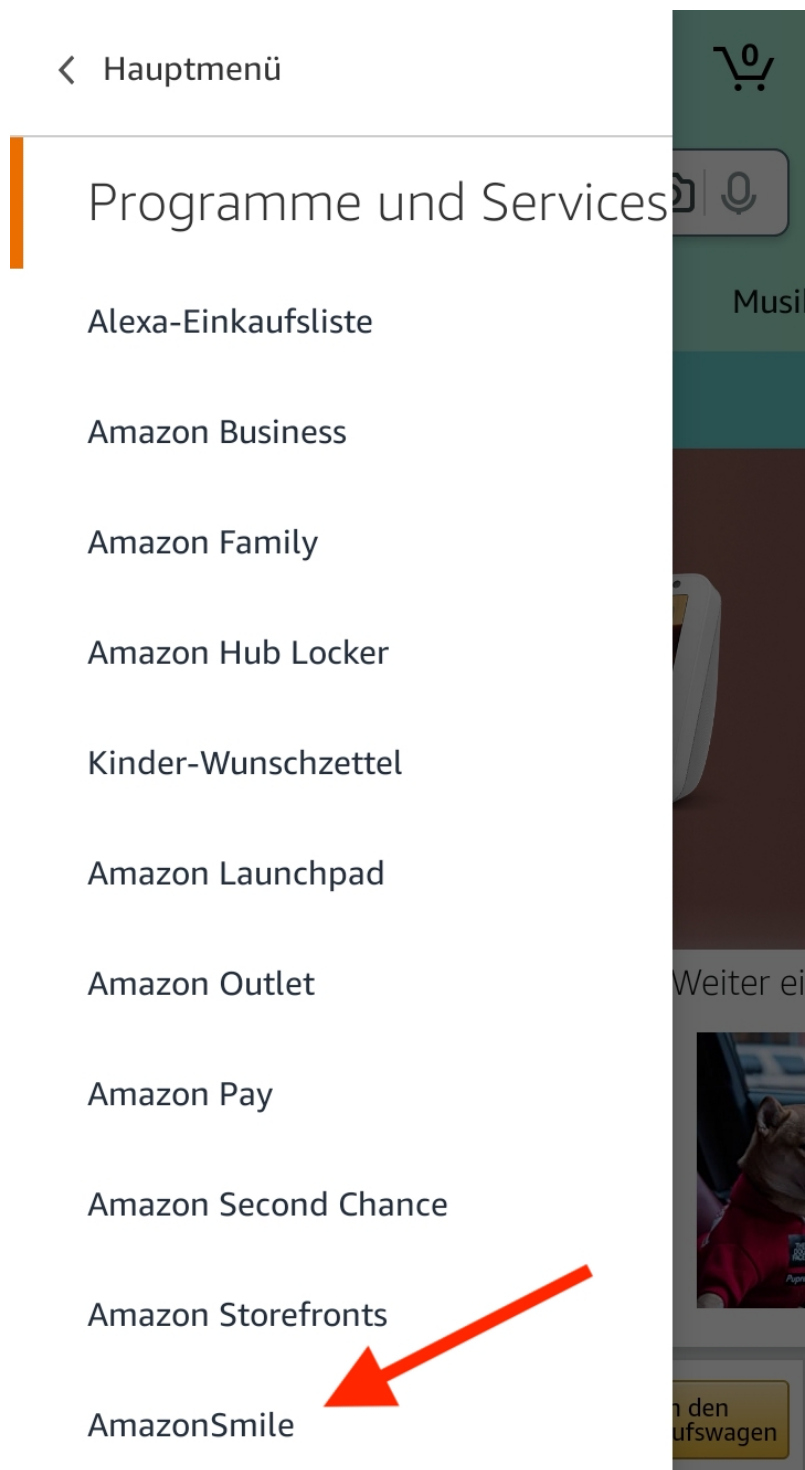 Hauptmenü
0
Programme und Services
Musi
Alexa-Einkaufsliste
Amazon Business
Amazon Family
Amazon Hub Locker
Kinder-Wunschzettel
Amazon Launchpad
Amazon Outlet
Weiter ei
Amazon Pay
Amazon Second Chance
Amazon Storefronts
AmazonSmile
n den
ufswagen